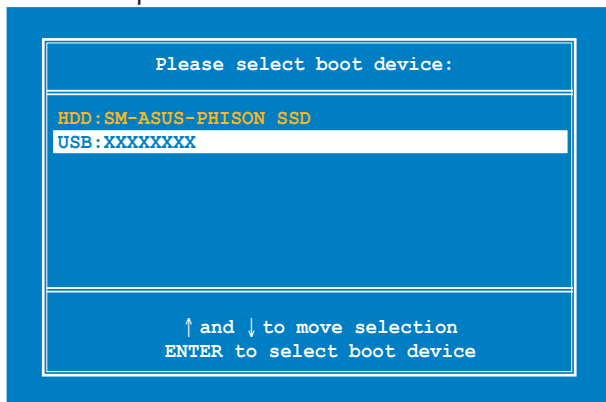 Please select boot device:
HDD:SM-ASUS-PHISON SSD
USB:XXXXXXXX
↑ and ↓ to move selection
ENTER to select boot device